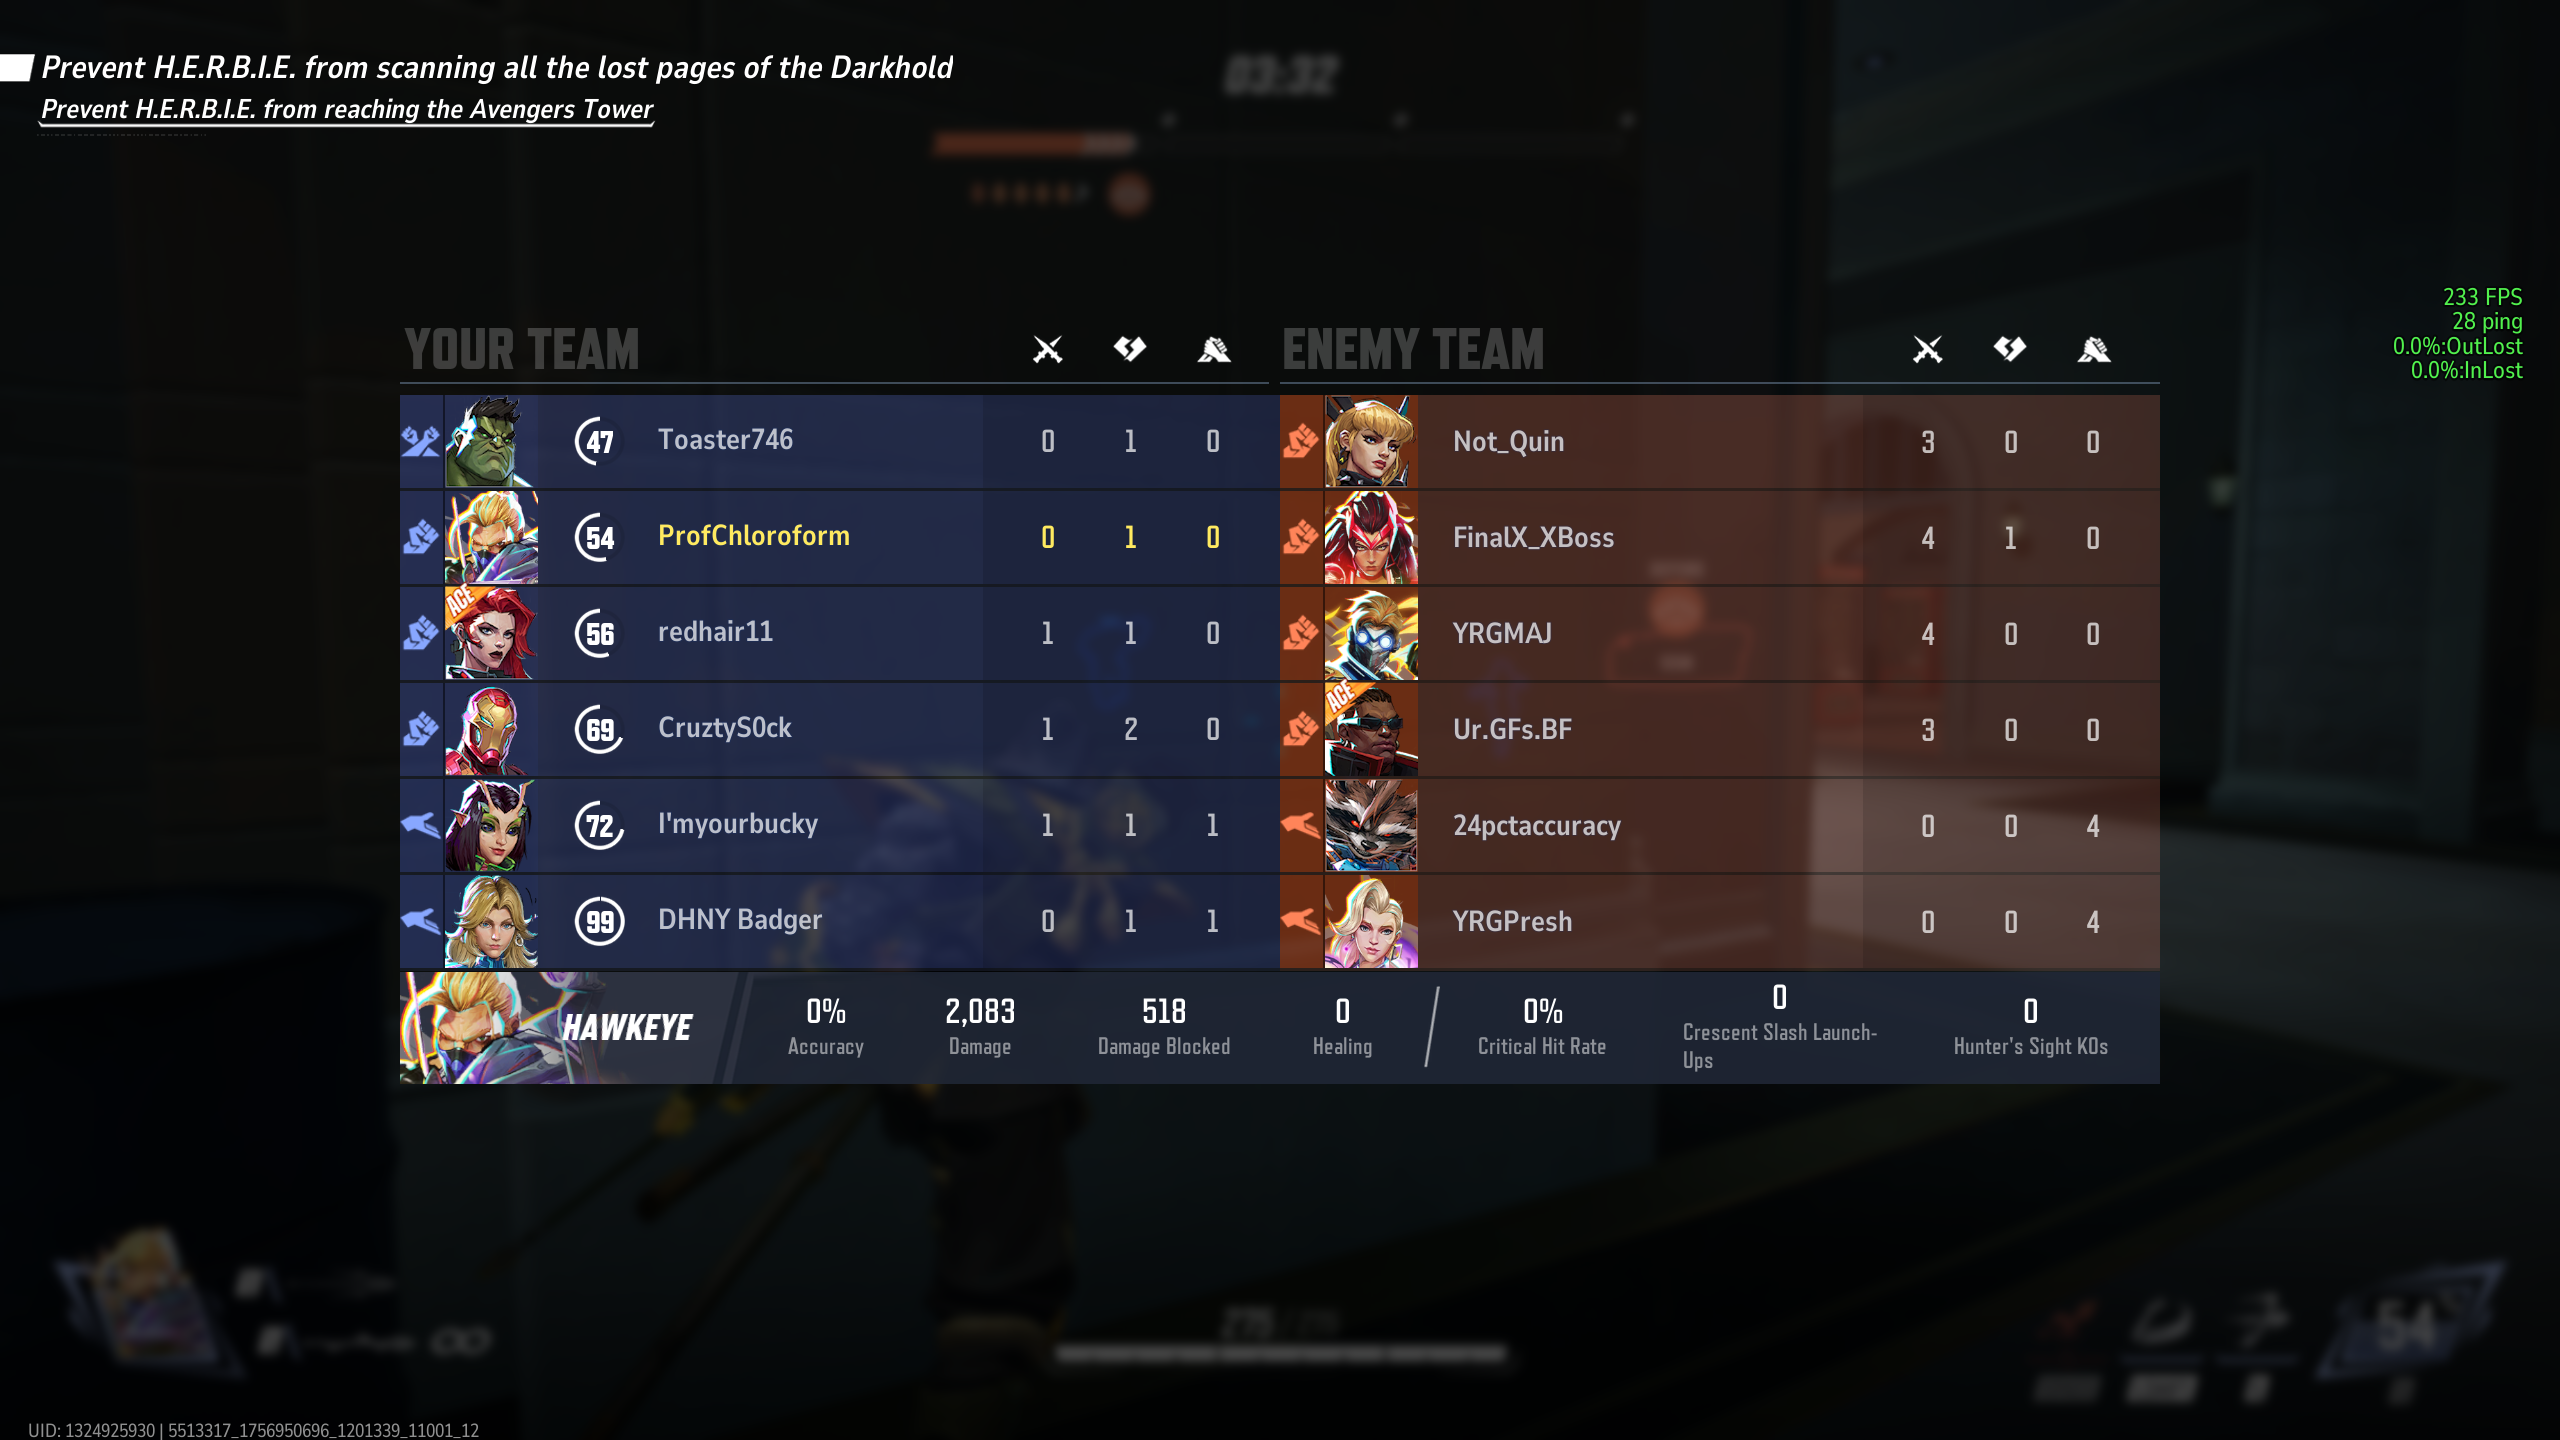 Prevent H.E.R.B.I.E. from scanning all the lost pages of the Darkhold
Prevent H.E.R.B.I.E. from reaching the Avengers Tower
03:32
233 FPS
28 ping
0.0%:OutLost
0.0%:InLost
YOUR TEAM
ENEMY TEAM
47 Toaster746 0 1 0
Not_Quin 3 0 0
54 ProfChloroform 0 1 0
FinalX_XBoss 4 1 0
ACE
56 redhair11 1 1 0
YRGMAJ 4 0 0
69 CruztyS0ck 1 2 0
ACE
Ur.GFs.BF 3 0 0
72 I'myourbucky 1 1 1
24pctaccuracy 0 0 4
99 DHNY Badger 0 1 1
YRGPresh 0 0 4
HAWKEYE
0% 2,083 518 0 0% 0 0
Accuracy Damage Damage Blocked Healing Critical Hit Rate Crescent Slash Launch-
Ups Hunter's Sight KOs
54
UID: 1324925930 | 5513317_1756950696_1201339_11001_12